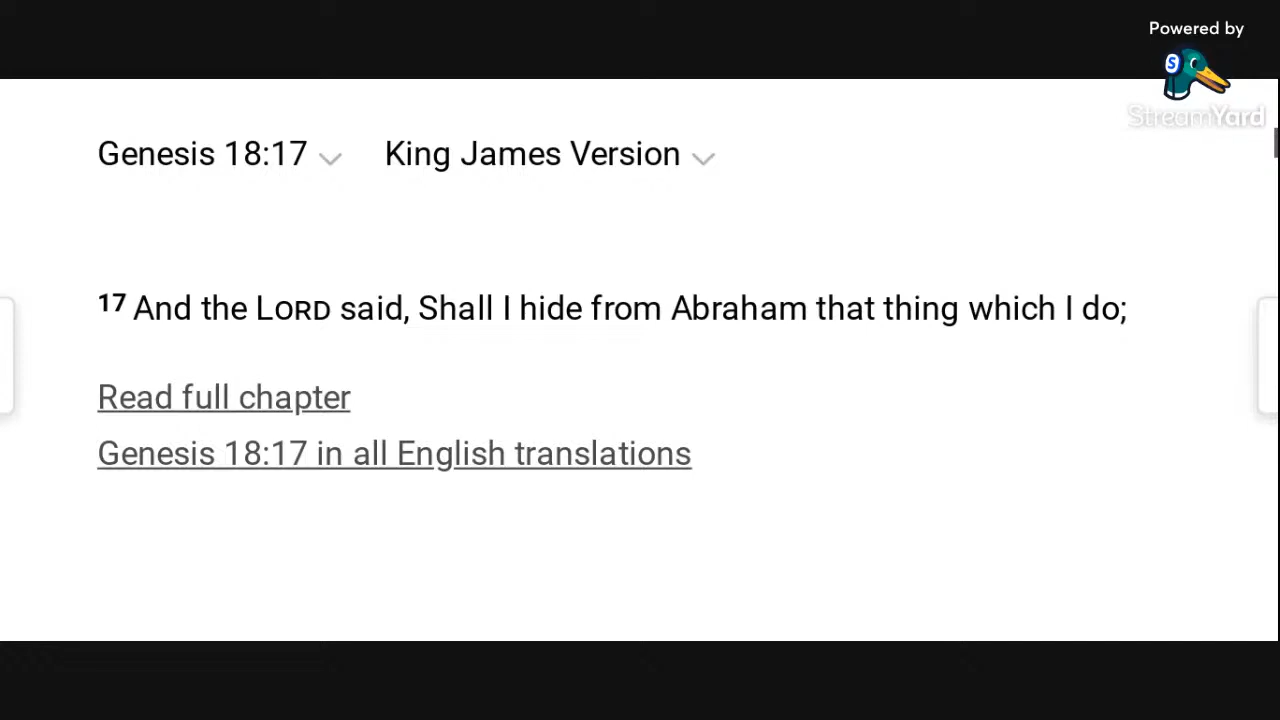 Powered by
S
StreamYard
Genesis 18:17 King James Version
17 And the LORD said, Shall I hide from Abraham that thing which I do;
Read full chapter
Genesis 18:17 in all English translations